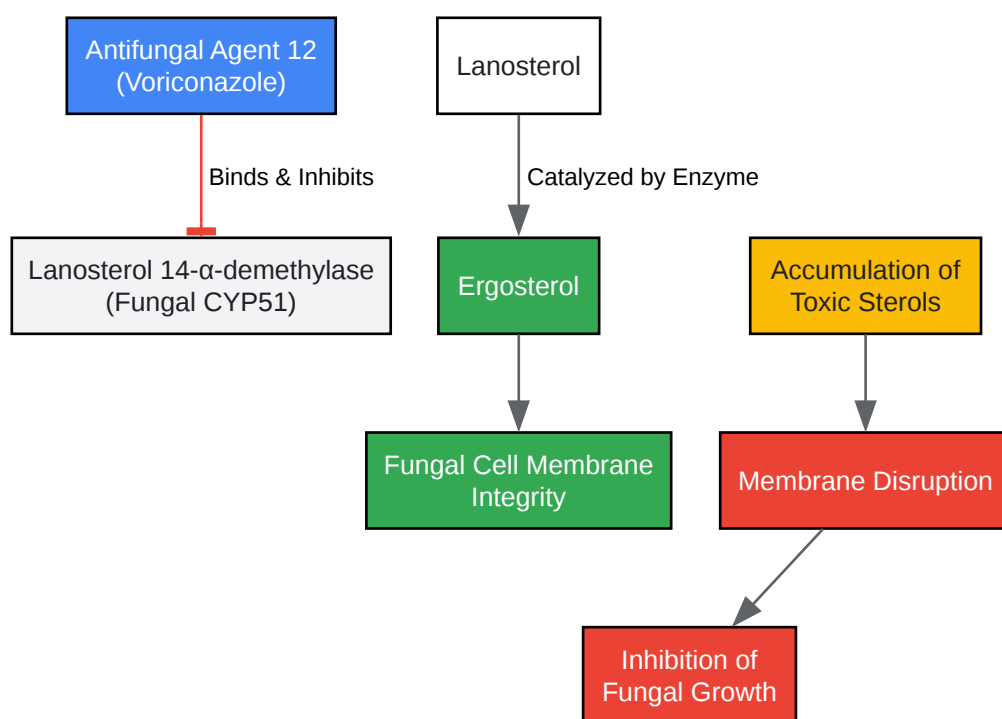 Antifungal Agent 12
(Voriconazole)
Lanosterol
Binds & Inhibits
Catalyzed by Enzyme
Lanosterol 14-α-demethylase
(Fungal CYP51)
Ergosterol
Accumulation of
Toxic Sterols
Fungal Cell Membrane
Integrity
Membrane Disruption
Inhibition of
Fungal Growth